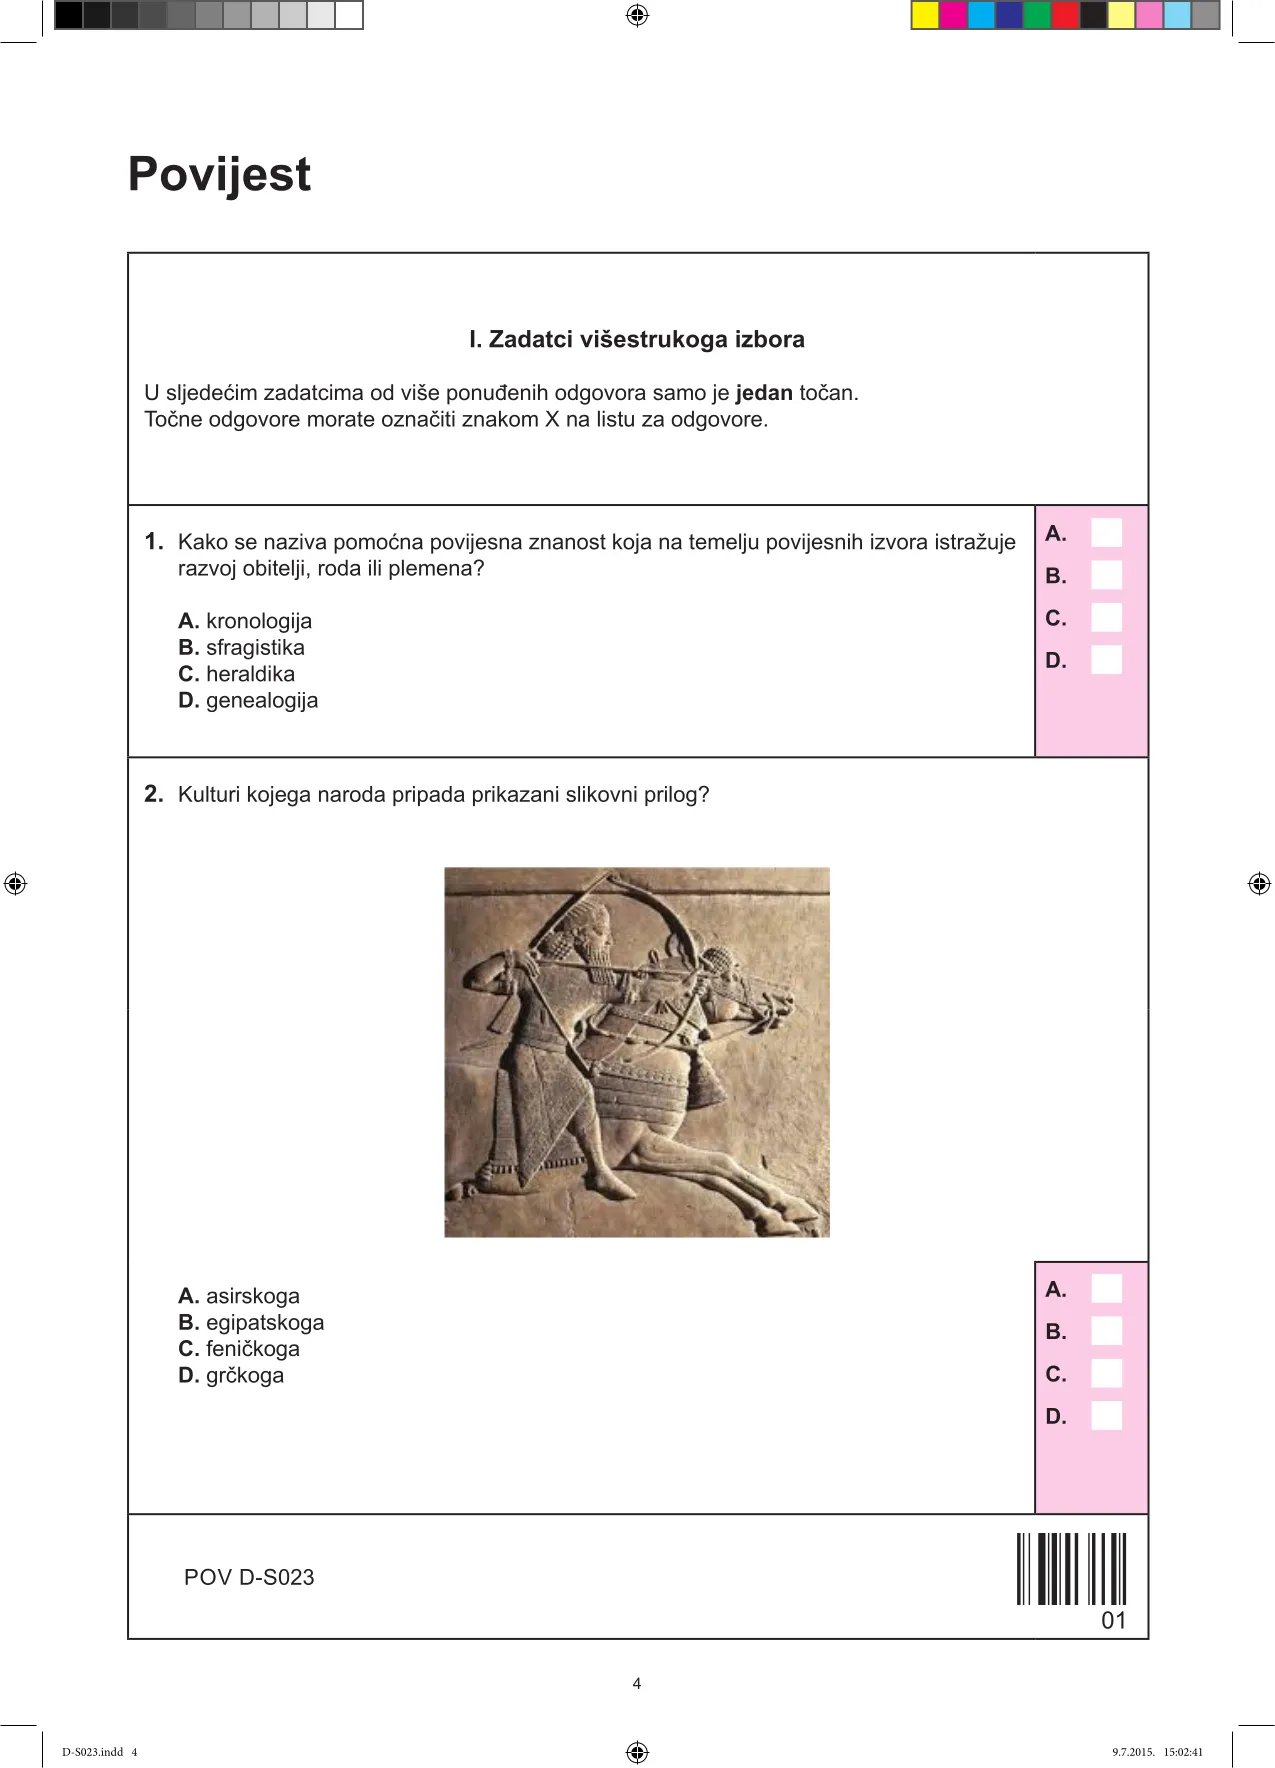 Povijest
I. Zadatci višestrukoga izbora
U sljedećim zadatcima od više ponuđenih odgovora samo je jedan točan.
Točne odgovore morate označiti znakom X na listu za odgovore.
1. Kako se naziva pomoćna povijesna znanost koja na temelju povijesnih izvora istražuje
razvoj obitelji, roda ili plemena?
A. kronologija
B. sfragistika
C. heraldika
D. genealogija
A.
B.
C.
D.
2. Kulturi kojega naroda pripada prikazani slikovni prilog?
A. asirskoga
B. egipatskoga
C. feničkoga
D. grčkoga
A.
B.
C.
D.
POV D-S023
01
4
D-S023.indd 4
9.7.2015. 15:02:41